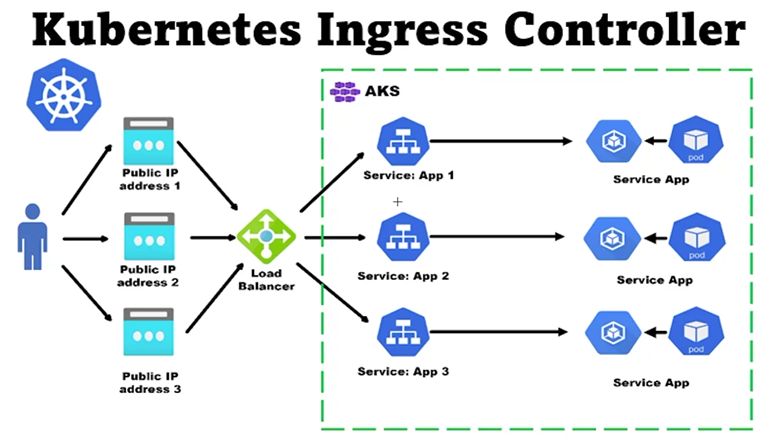 Kubernetes Ingress Controller
AKS
Public IP
address 1
Service: App 1
pod
Service App
Public IP
address 2
Load
Balancer
Service: App 2
pod
Service App
Public IP
address 3
Service: App 3
pod
Service App